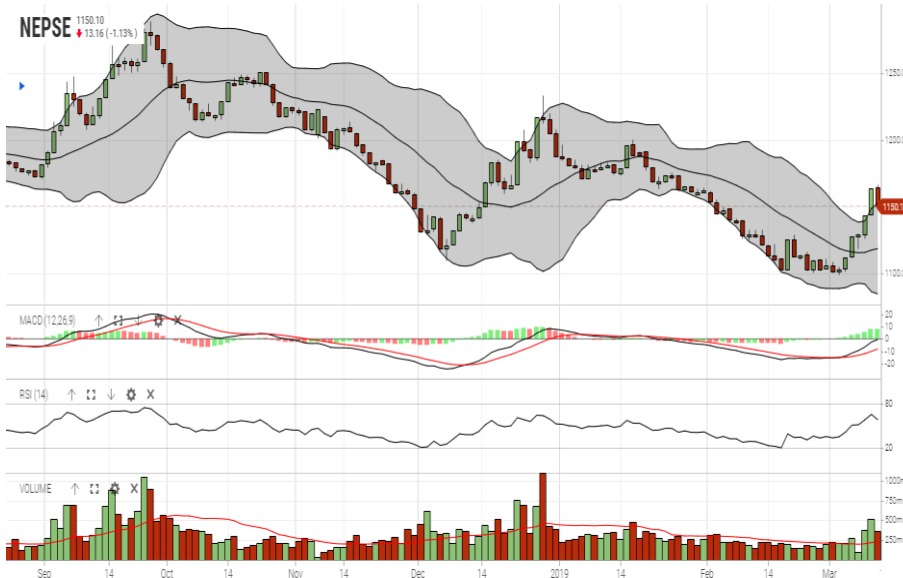 NEPSE 1150.10
13.16 ( -1.13% )
1250.
1200.
1150.1
1100.
MACD (12,26,9)
20
10
0
-10
-20
RSI (14)
80
20
VOLUME
1000m
750m
500m
250m
Sep 14 Oct 14 Nov 14 Dec 14 2019 14 Feb 14 Mar